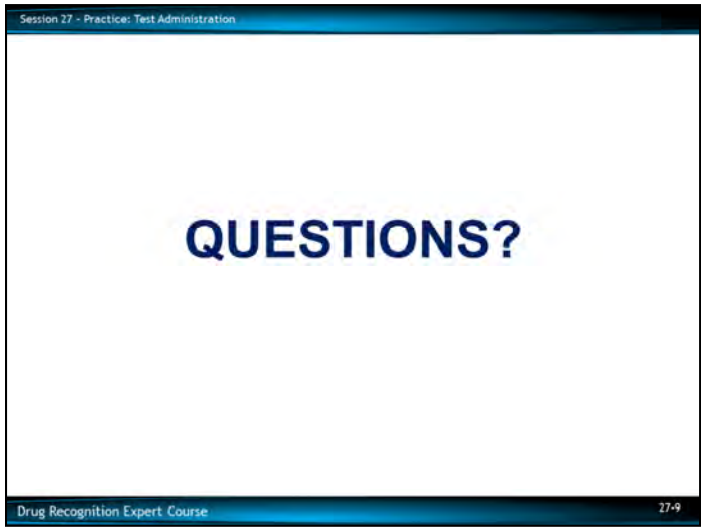 Session 27 - Practice: Test Administration
QUESTIONS?
Drug Recognition Expert Course
27-9